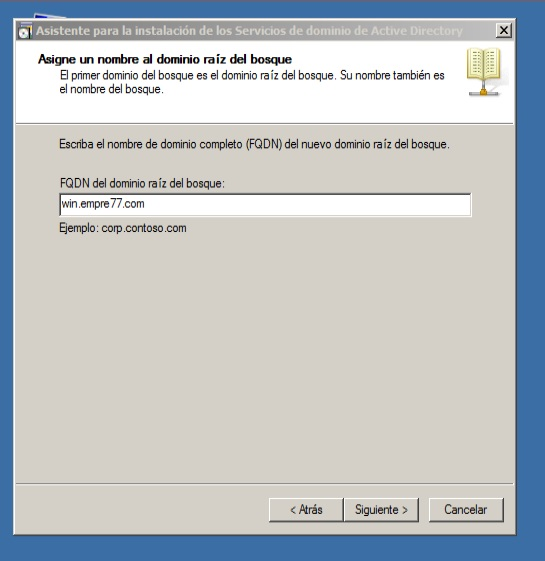 Asistente para la instalación de los Servicios de dominio de Active Directory
Asigne un nombre al dominio raíz del bosque
El primer dominio del bosque es el dominio raíz del bosque. Su nombre también es
el nombre del bosque.
Escriba el nombre de dominio completo (FQDN) del nuevo dominio raíz del bosque.
FQDN del dominio raíz del bosque:
win.empre77.com
Ejemplo: corp.contoso.com
< Atrás Siguiente > Cancelar